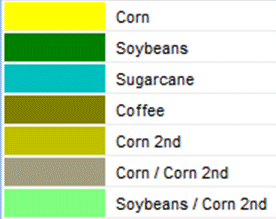 Corn
Soybeans
Sugarcane
Coffee
Corn 2nd
Corn / Corn 2nd
Soybeans / Corn 2nd